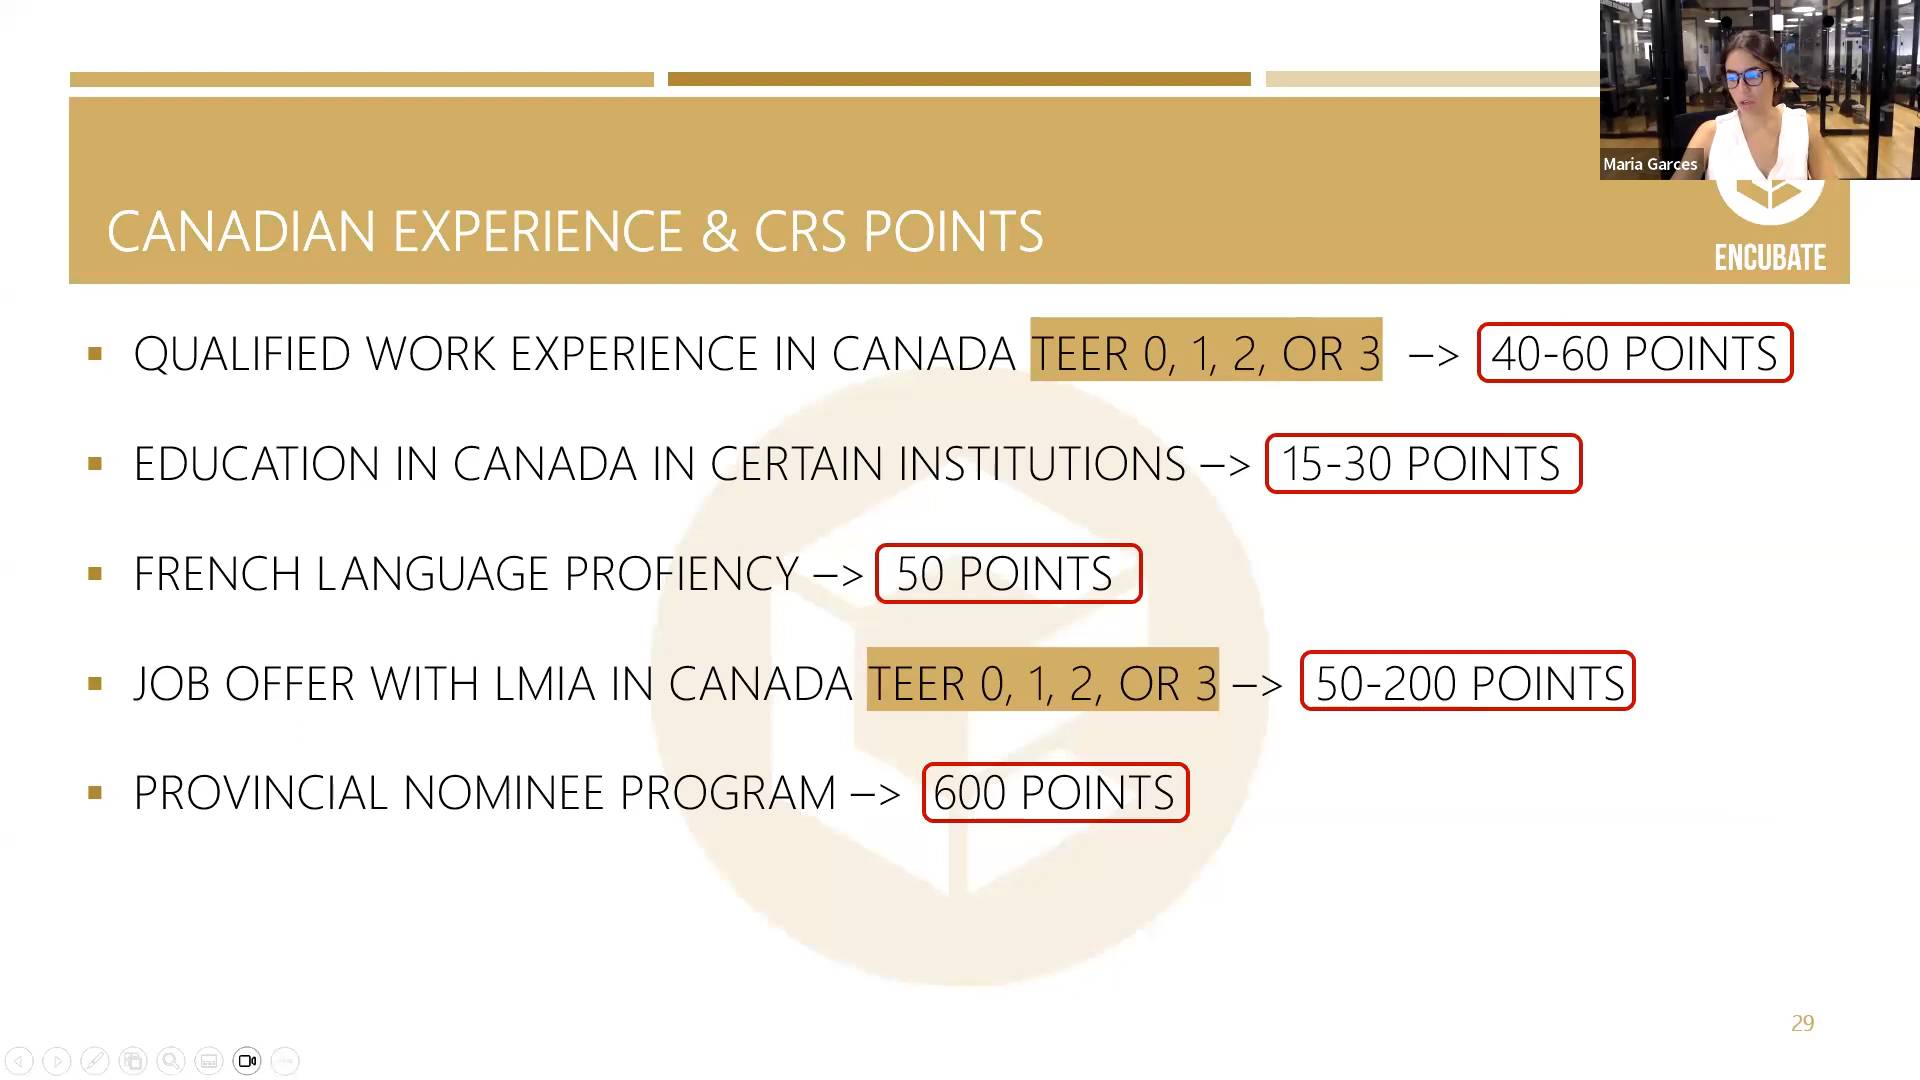 Maria Garces
CANADIAN EXPERIENCE & CRS POINTS
ENCUBATE
QUALIFIED WORK EXPERIENCE IN CANADA TEER 0, 1, 2, OR 3 –> 40-60 POINTS
EDUCATION IN CANADA IN CERTAIN INSTITUTIONS –> 15-30 POINTS
FRENCH LANGUAGE PROFIENCY –> 50 POINTS
JOB OFFER WITH LMIA IN CANADA TEER 0, 1, 2, OR 3 –> 50-200 POINTS
PROVINCIAL NOMINEE PROGRAM –> 600 POINTS
29